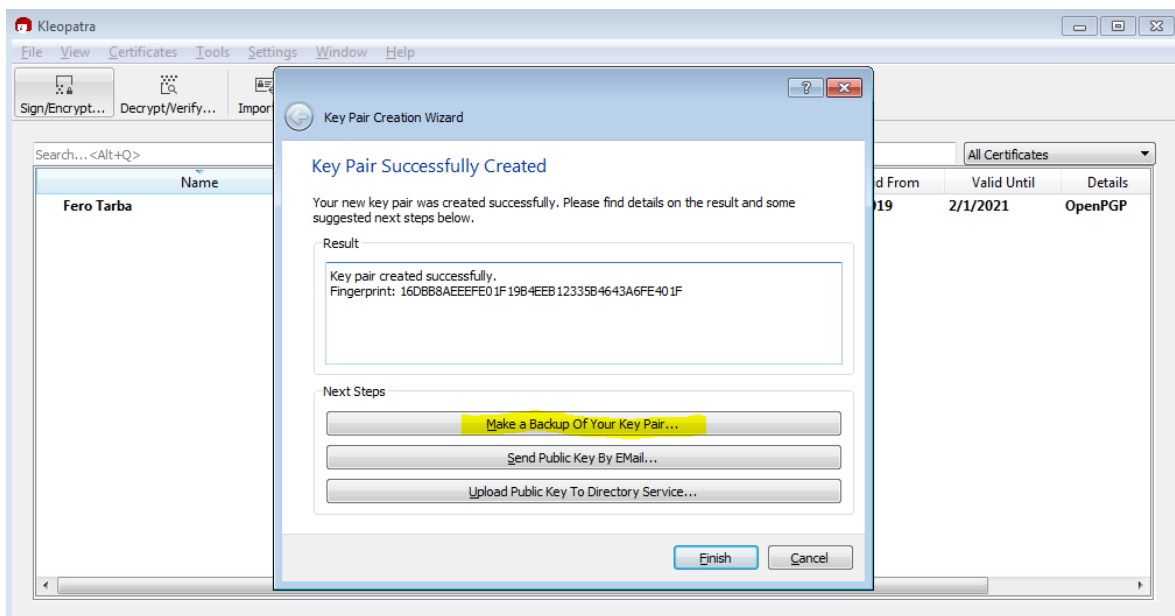 Kleopatra
File View Certificates Tools Settings Window Help
Sign/Encrypt... Decrypt/Verify... Impor
Key Pair Creation Wizard
Search...<Alt+Q>
All Certificates
Name d From Valid Until Details
Fero Tarba 019 2/1/2021 OpenPGP
Key Pair Successfully Created
Your new key pair was created successfully. Please find details on the result and some
suggested next steps below.
Result
Key pair created successfully.
Fingerprint: 16DBB8AEEEFE01F19B4EEB12335B4643A6FE401F
Next Steps
Make a Backup Of Your Key Pair...
Send Public Key By EMail...
Upload Public Key To Directory Service...
Finish Cancel